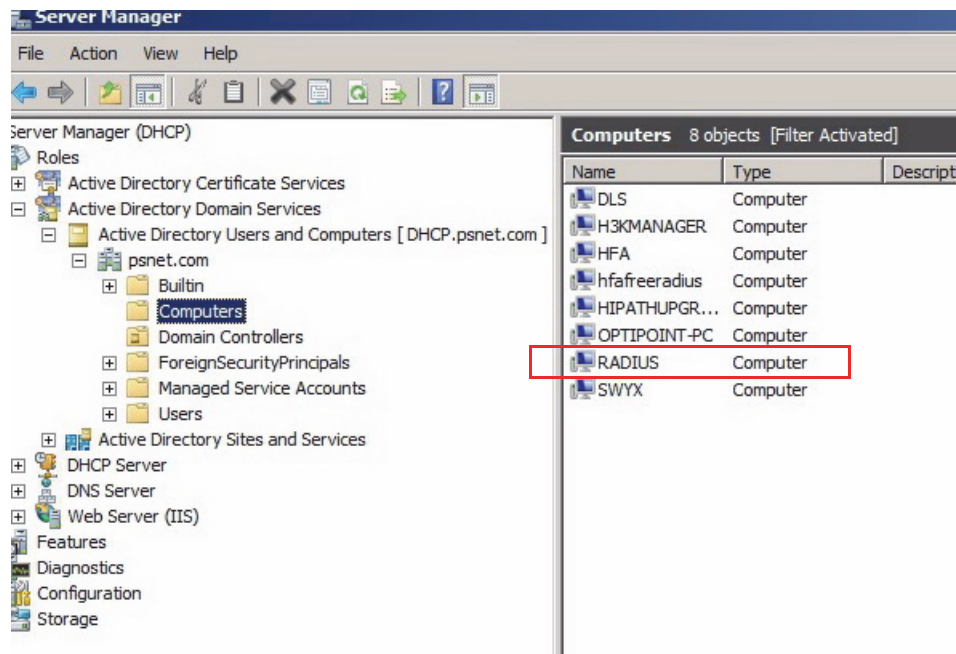 Server Manager
File Action View Help
Server Manager (DHCP)
Roles
Active Directory Certificate Services
Active Directory Domain Services
Active Directory Users and Computers [ DHCP.psnet.com ]
psnet.com
Builtin
Computers
Domain Controllers
ForeignSecurityPrincipals
Managed Service Accounts
Users
Active Directory Sites and Services
DHCP Server
DNS Server
Web Server (IIS)
Features
Diagnostics
Configuration
Storage
Computers 8 objects [Filter Activated]
Name Type Descript
DLS Computer
H3KMANAGER Computer
HFA Computer
hfafreeradius Computer
HIPATHUPGR... Computer
OPTIPOINT-PC Computer
RADIUS Computer
SWYX Computer